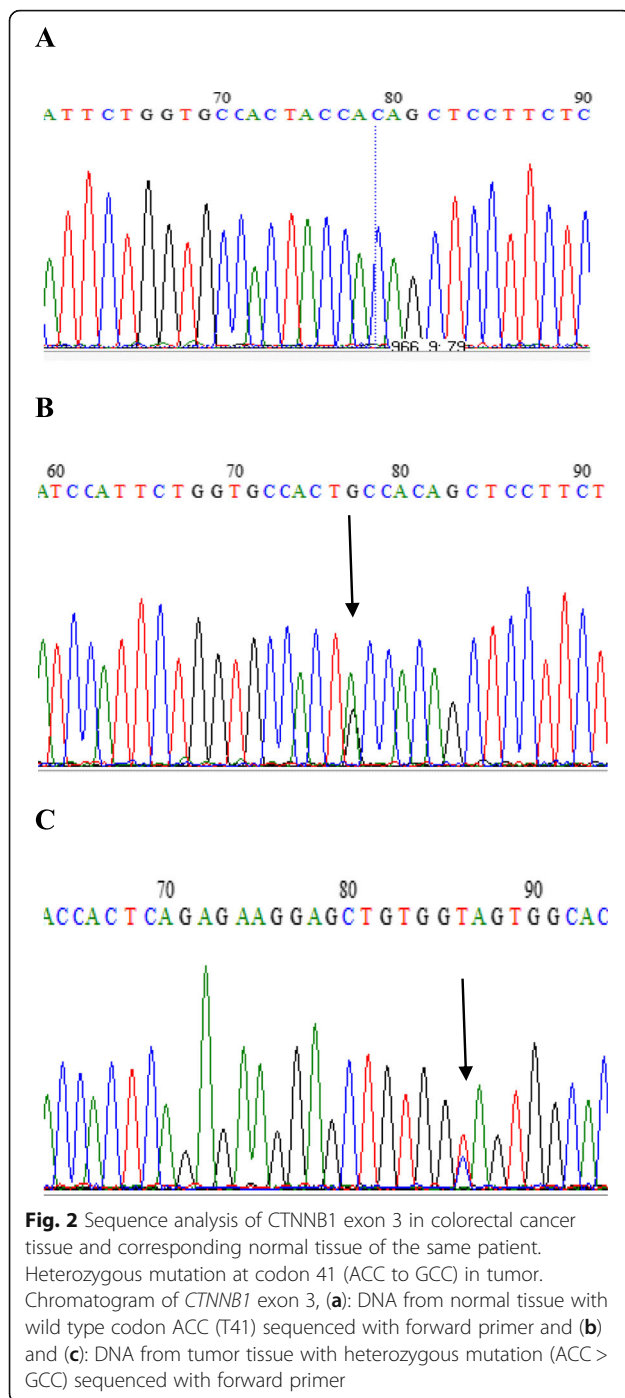 A
70 80 90
ATTCTGGTGCCACTACCACAGCTCCTTCTC
966 9: 79
B
60 70 80 90
ATCCATTCTGGTGCCACTGCCACAGCTCCTTCT
C
70 80 90
ACCACTCAGAGAAGGAGCTGTGGTAGTGGCAC
Fig. 2 Sequence analysis of CTNNB1 exon 3 in colorectal cancer
tissue and corresponding normal tissue of the same patient.
Heterozygous mutation at codon 41 (ACC to GCC) in tumor.
Chromatogram of CTNNB1 exon 3, (a): DNA from normal tissue with
wild type codon ACC (T41) sequenced with forward primer and (b)
and (c): DNA from tumor tissue with heterozygous mutation (ACC >
GCC) sequenced with forward primer